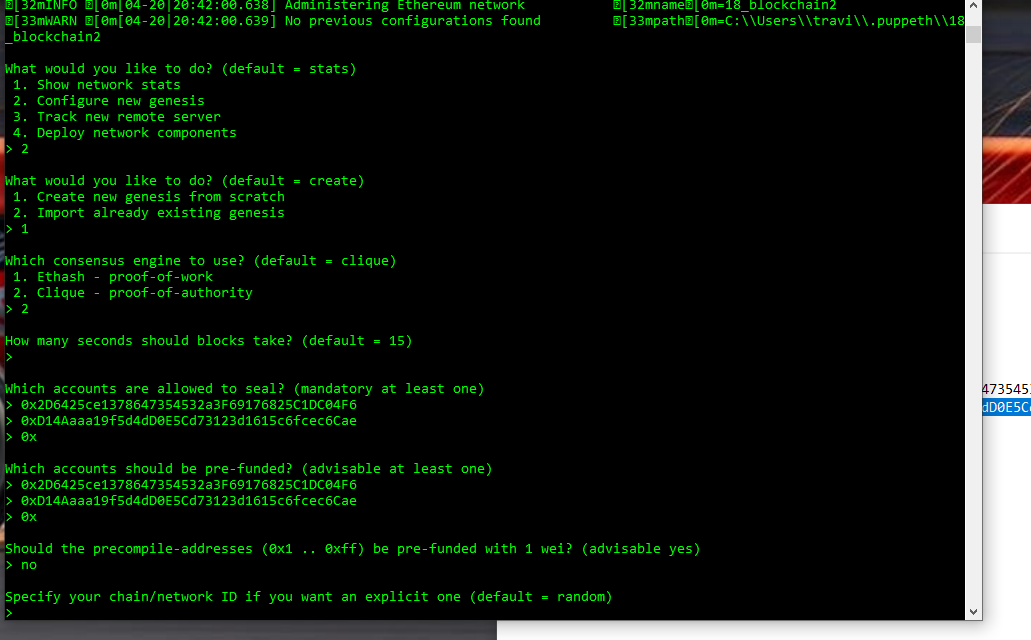 [32mINFO [0m[04-20|20:42:00.638] Administering Ethereum network [32mname[0m=18_blockchain2
[33mWARN [0m[04-20|20:42:00.639] No previous configurations found [33mpath[0m=C:\\Users\\travi\\.puppeth\\18
_blockchain2
What would you like to do? (default = stats)
1. Show network stats
2. Configure new genesis
3. Track new remote server
4. Deploy network components
> 2
What would you like to do? (default = create)
1. Create new genesis from scratch
2. Import already existing genesis
> 1
Which consensus engine to use? (default = clique)
1. Ethash - proof-of-work
2. Clique - proof-of-authority
> 2
How many seconds should blocks take? (default = 15)
>
Which accounts are allowed to seal? (mandatory at least one)
> 0x2D6425ce1378647354532a3F69176825C1DC04F6
> 0xD14Aaaa19f5d4dD0E5Cd73123d1615c6fcec6Cae
> 0x
Which accounts should be pre-funded? (advisable at least one)
> 0x2D6425ce1378647354532a3F69176825C1DC04F6
> 0xD14Aaaa19f5d4dD0E5Cd73123d1615c6fcec6Cae
> 0x
Should the precompile-addresses (0x1 .. 0xff) be pre-funded with 1 wei? (advisable yes)
> no
Specify your chain/network ID if you want an explicit one (default = random)
>